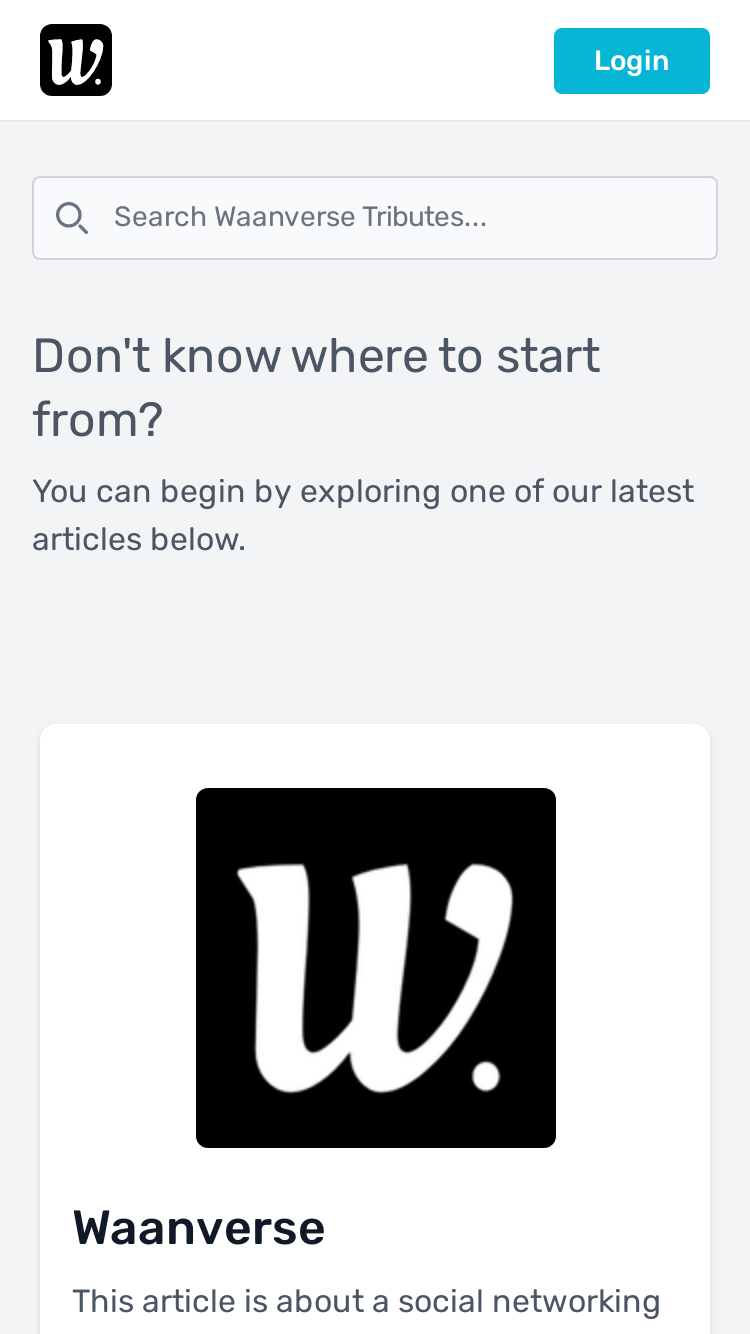 W.
Login
Search Waanverse Tributes...
Don't know where to start
from?
You can begin by exploring one of our latest
articles below.
W.
Waanverse
This article is about a social networking